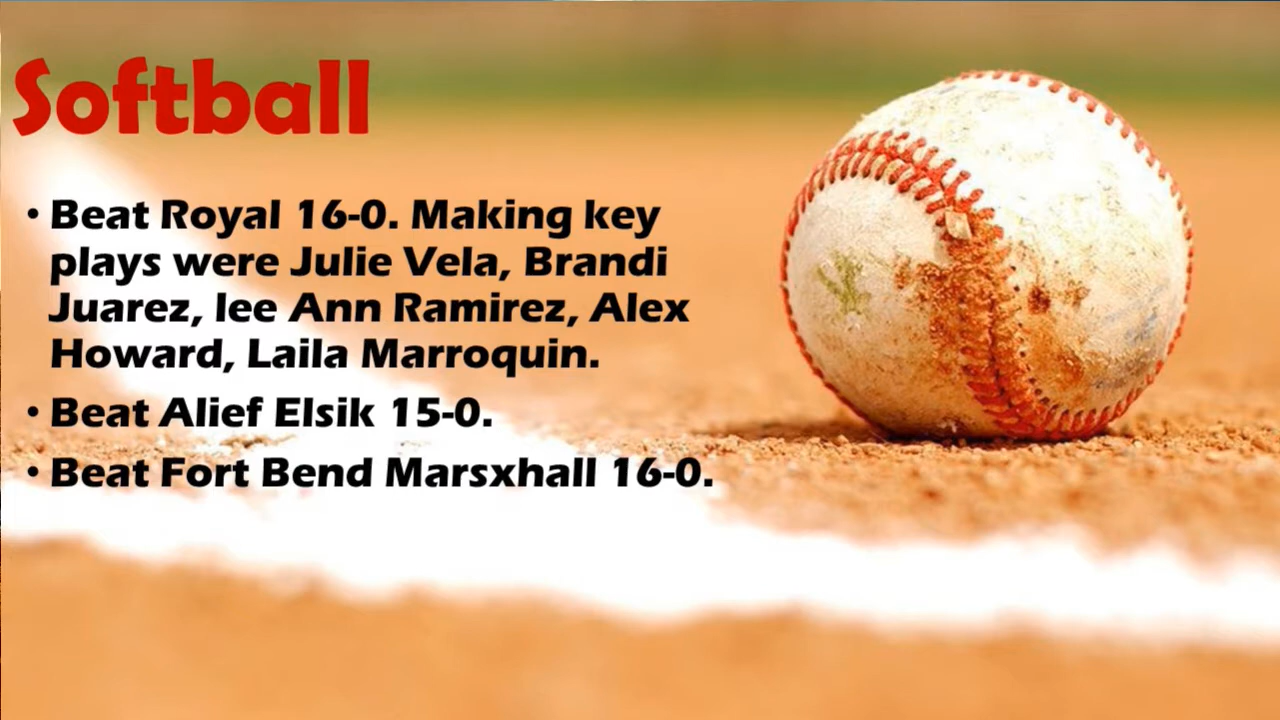 Softball
• Beat Royal 16-0. Making key
plays were Julie Vela, Brandi
Juarez, lee Ann Ramirez, Alex
Howard, Laila Marroquin.
• Beat Alief Elsik 15-0.
• Beat Fort Bend Marsxhall 16-0.